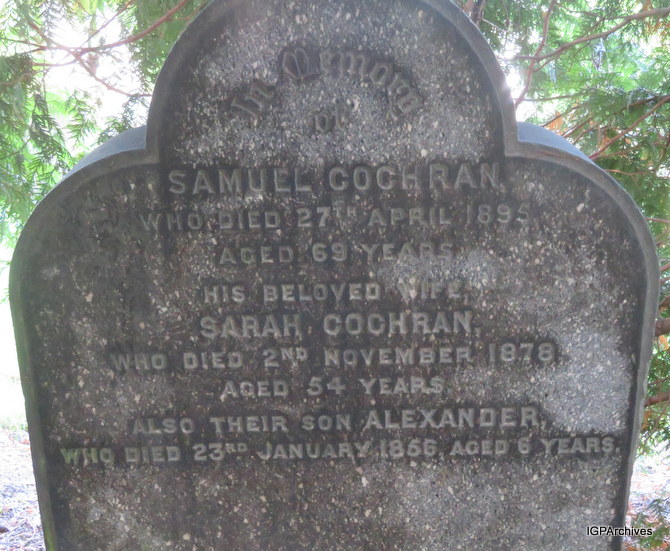 In Memory
of
SAMUEL COCHRAN,
WHO DIED 27TH APRIL 1895
AGED 69 YEARS.
HIS BELOVED WIFE,
SARAH COCHRAN,
WHO DIED 2ND NOVEMBER 1878
AGED 54 YEARS.
ALSO THEIR SON ALEXANDER,
WHO DIED 23RD JANUARY 1856, AGED 6 YEARS.
IGPArchives